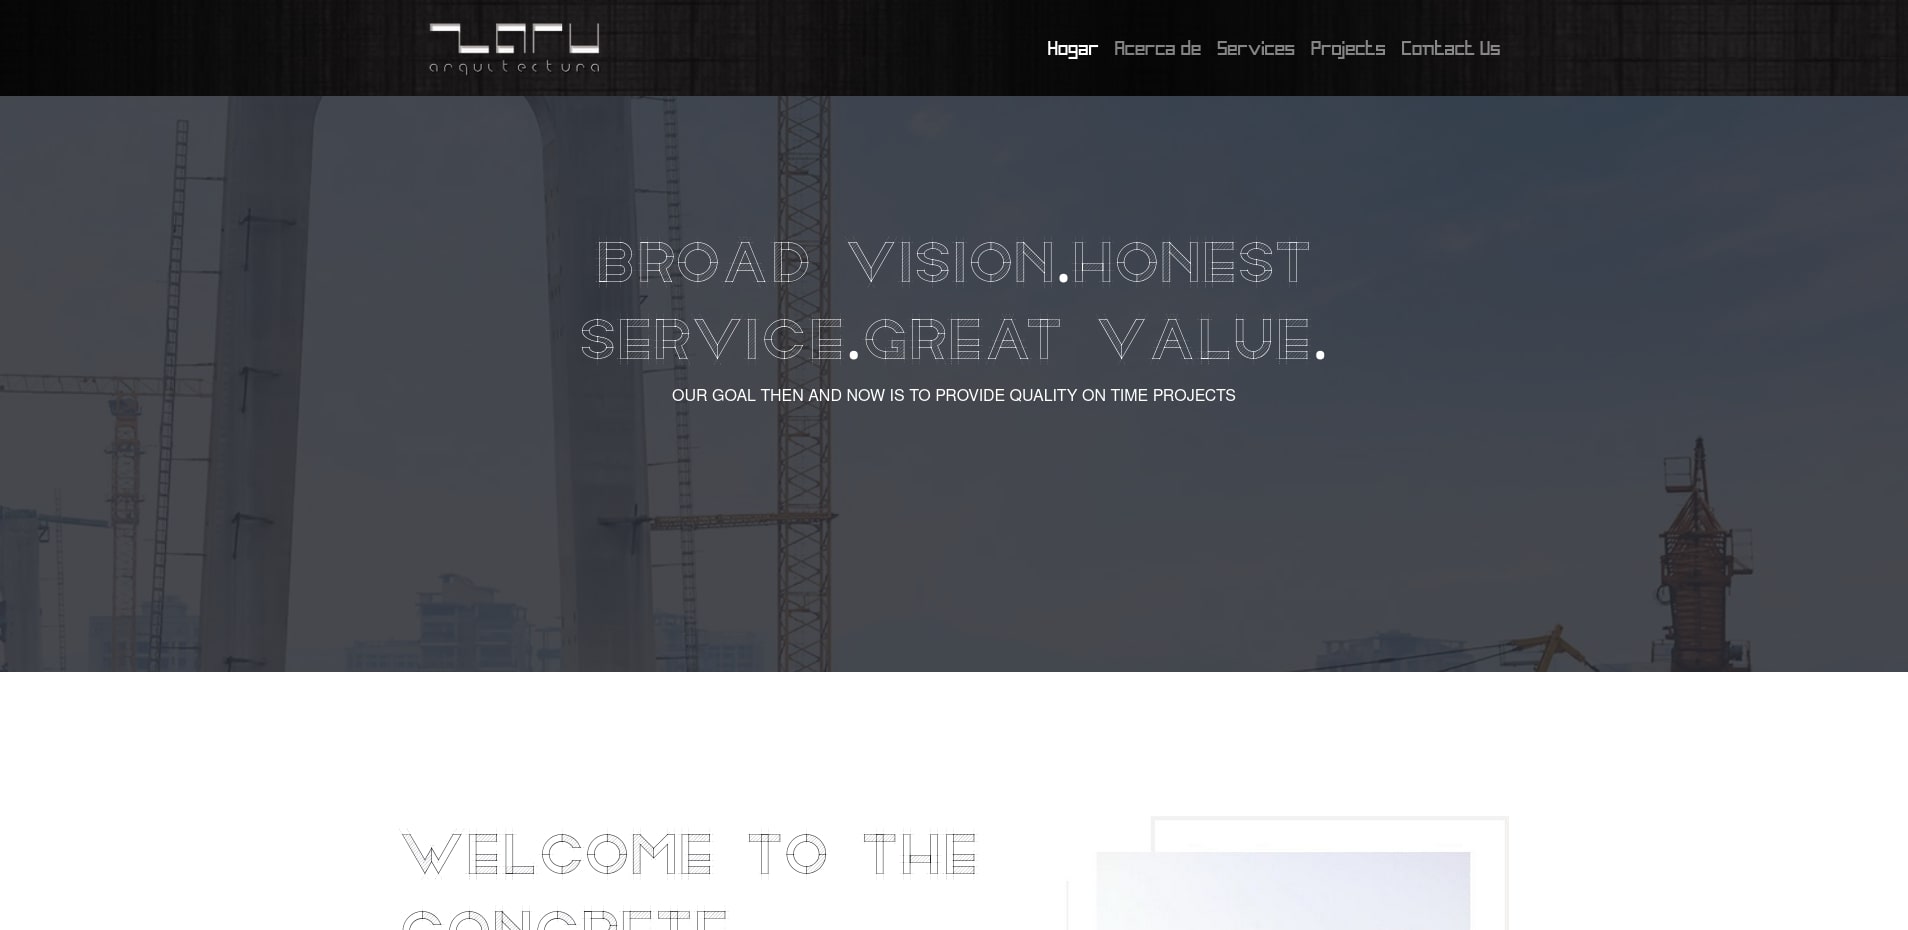 zaru
arquitectura
Hogar Acerca de Services Projects Contact Us
BROAD VISION.HONEST
SERVICE.GREAT VALUE.
OUR GOAL THEN AND NOW IS TO PROVIDE QUALITY ON TIME PROJECTS
WELCOME TO THE
CONCRETE